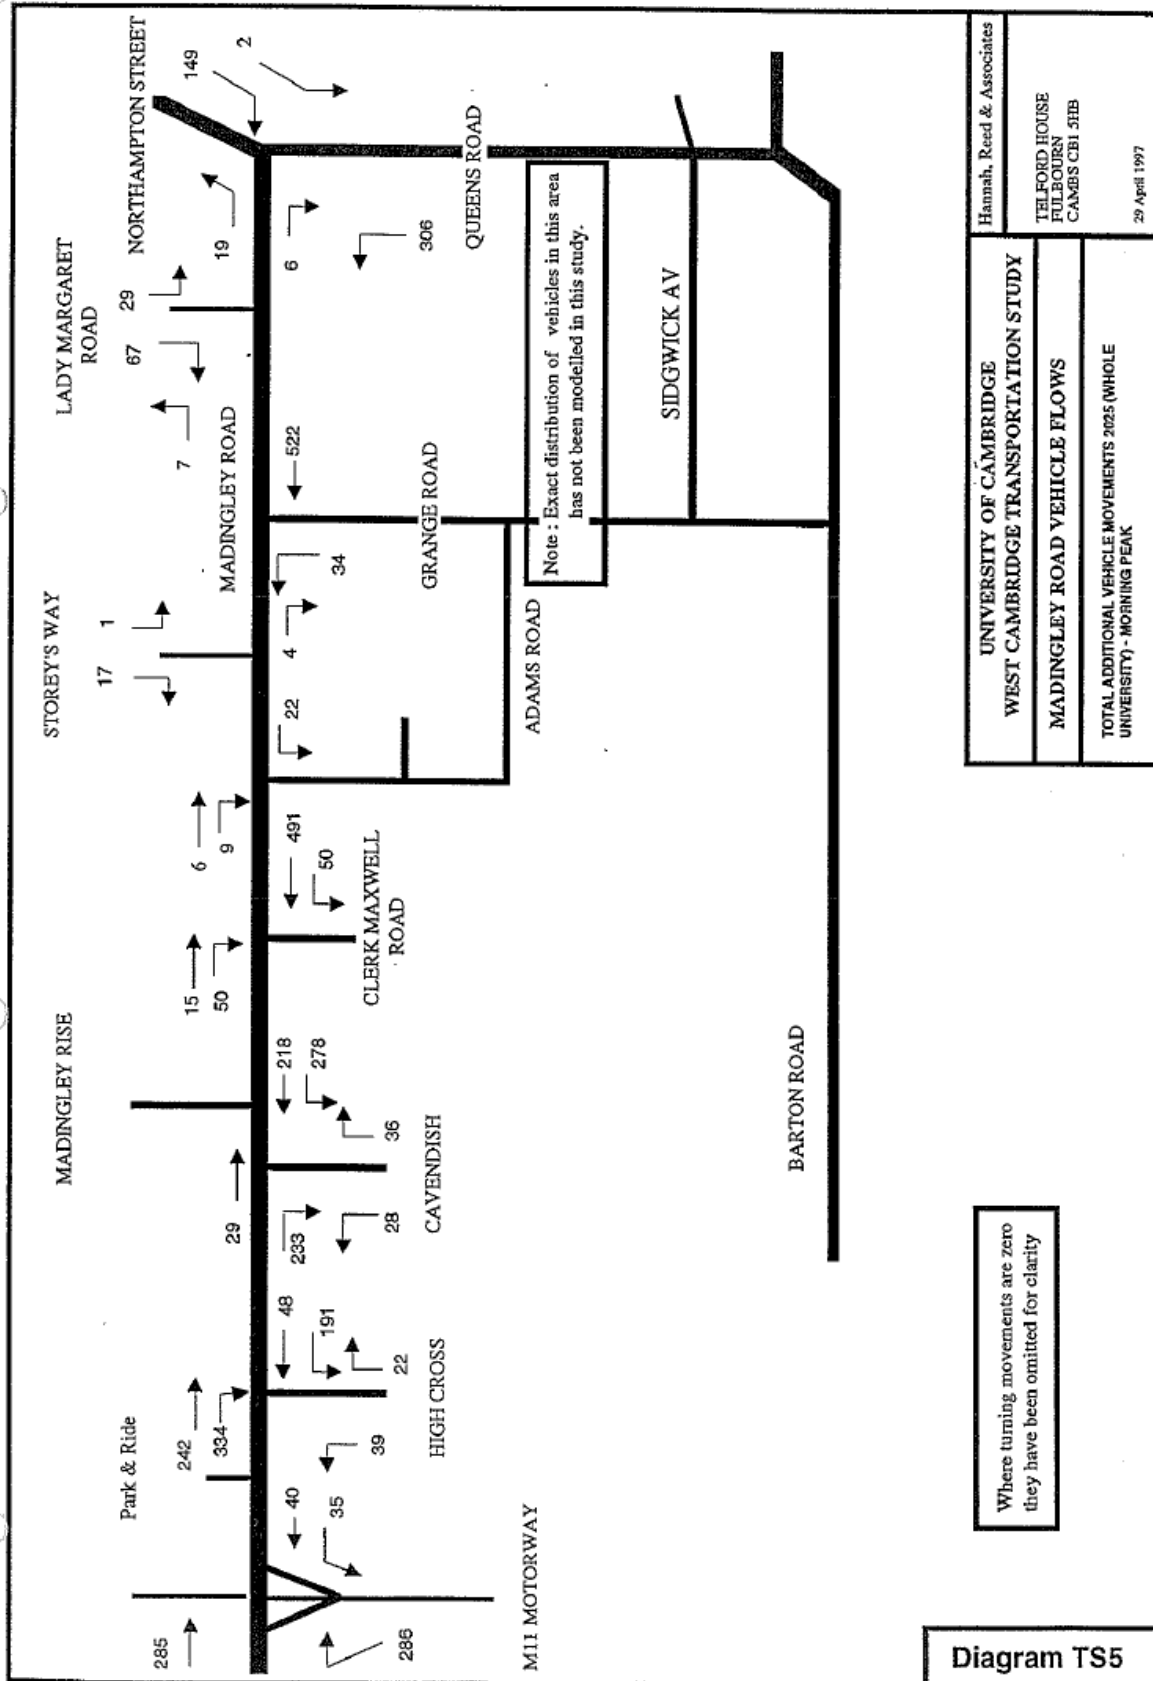 NORTHAMPTON STREET
149
2
LADY MARGARET
ROAD
29
19
67
7
MADINGLEY ROAD
6
306
QUEENS ROAD
522
STOREY'S WAY
1
17
34
4
22
GRANGE ROAD
ADAMS ROAD
Note : Exact distribution of vehicles in this area
has not been modelled in this study.
SIDGWICK AV
6
9
491
50
CLERK MAXWELL
ROAD
15
50
MADINGLEY RISE
218
278
36
CAVENDISH
29
233
28
48
191
22
HIGH CROSS
Park & Ride
242
334
39
40
35
285
286
M11 MOTORWAY
BARTON ROAD
Where turning movements are zero
they have been omitted for clarity
UNIVERSITY OF CAMBRIDGE
WEST CAMBRIDGE TRANSPORTATION STUDY
MADINGLEY ROAD VEHICLE FLOWS
TOTAL ADDITIONAL VEHICLE MOVEMENTS 2025 (WHOLE
UNIVERSITY) - MORNING PEAK
Hannah, Reed & Associates
TELFORD HOUSE
FULBOURN
CAMBS CB1 5HB
29 April 1997
Diagram TS5